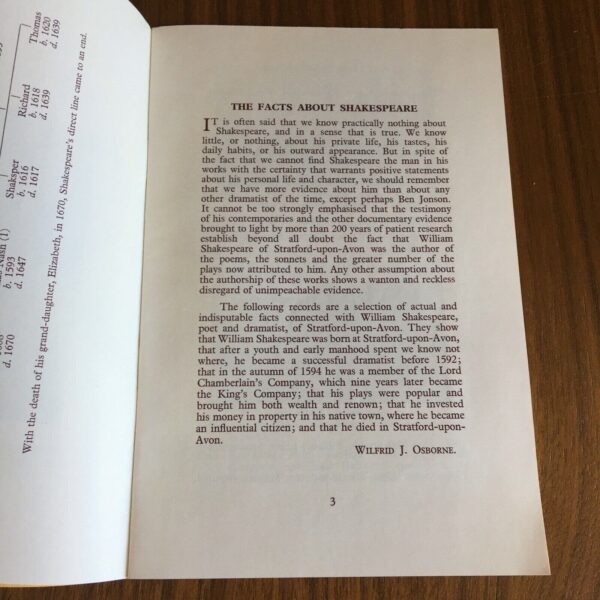 Thomas
b. 1620
d. 1639
Richard
b. 1618
d. 1639
Shaksper
b. 1616
d. 1617
Nash (1)
b. 1593
d. 1647
d. 1670
With the death of his grand-daughter, Elizabeth, in 1670, Shakespeare's direct line came to an end.
THE FACTS ABOUT SHAKESPEARE
IT is often said that we know practically nothing about
Shakespeare, and in a sense that is true. We know
little, or nothing, about his private life, his tastes, his
daily habits, or his outward appearance. But in spite of
the fact that we cannot find Shakespeare the man in his
works with the certainty that warrants positive statements
about his personal life and character, we should remember
that we have more evidence about him than about any
other dramatist of the time, except perhaps Ben Jonson.
It cannot be too strongly emphasised that the testimony
of his contemporaries and the other documentary evidence
brought to light by more than 200 years of patient research
establish beyond all doubt the fact that William
Shakespeare of Stratford-upon-Avon was the author of
the poems, the sonnets and the greater number of the
plays now attributed to him. Any other assumption about
the authorship of these works shows a wanton and reckless
disregard of unimpeachable evidence.
The following records are a selection of actual and
indisputable facts connected with William Shakespeare,
poet and dramatist, of Stratford-upon-Avon. They show
that William Shakespeare was born at Stratford-upon-Avon,
that after a youth and early manhood spent we know not
where, he became a successful dramatist before 1592;
that in the autumn of 1594 he was a member of the Lord
Chamberlain's Company, which nine years later became
the King's Company; that his plays were popular and
brought him both wealth and renown; that he invested
his money in property in his native town, where he became
an influential citizen; and that he died in Stratford-upon-
Avon.
WILFRID J. OSBORNE.
3